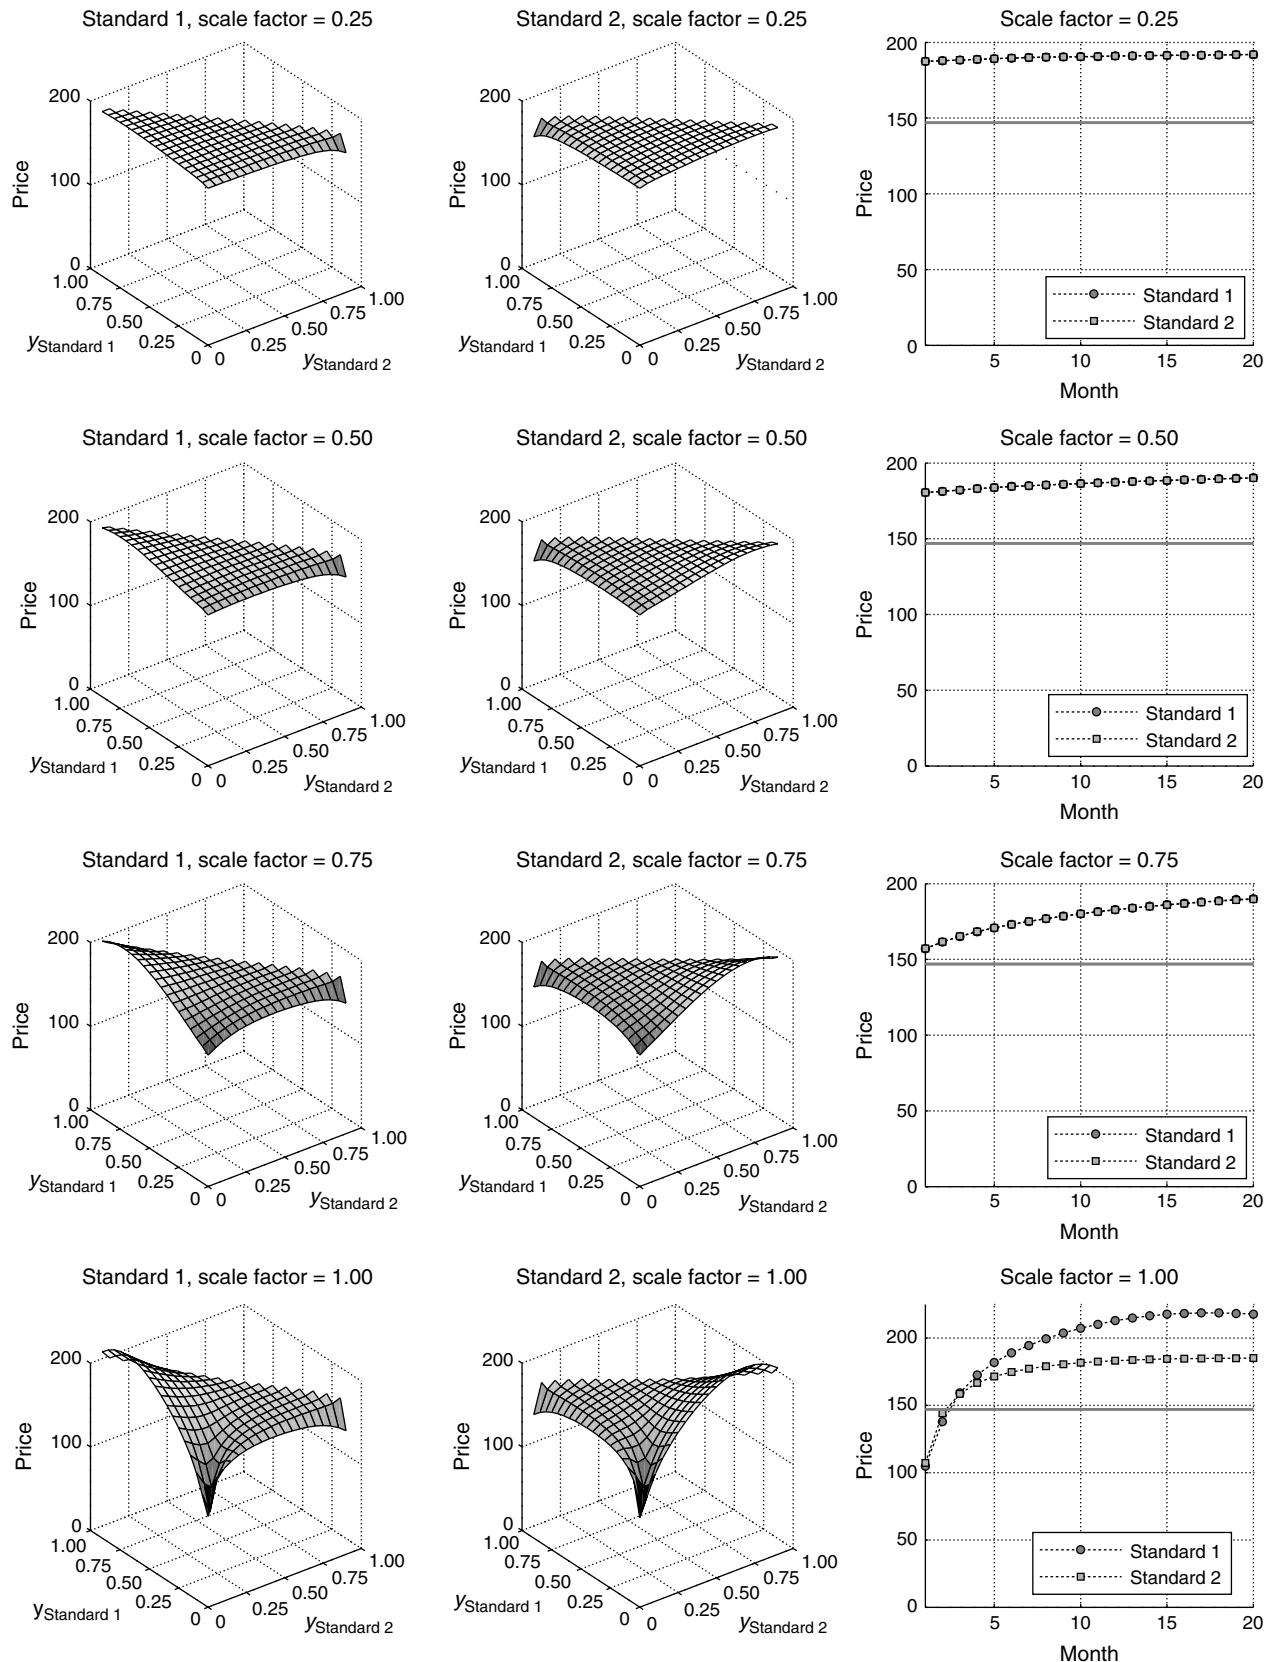 Standard 1, scale factor = 0.25
200
100
0
Price
1.00
0.75
0.50
0.25
0
yStandard 1
0
0.25
0.50
0.75
1.00
yStandard 2
Standard 2, scale factor = 0.25
200
100
0
Price
1.00
0.75
0.50
0.25
0
yStandard 1
0
0.25
0.50
0.75
1.00
yStandard 2
Scale factor = 0.25
200
150
100
50
0
Price
5
10
15
20
Month
Standard 1
Standard 2
Standard 1, scale factor = 0.50
200
100
0
Price
1.00
0.75
0.50
0.25
0
yStandard 1
0
0.25
0.50
0.75
1.00
yStandard 2
Standard 2, scale factor = 0.50
200
100
0
Price
1.00
0.75
0.50
0.25
0
yStandard 1
0
0.25
0.50
0.75
1.00
yStandard 2
Scale factor = 0.50
200
150
100
50
0
Price
5
10
15
20
Month
Standard 1
Standard 2
Standard 1, scale factor = 0.75
200
100
0
Price
1.00
0.75
0.50
0.25
0
yStandard 1
0
0.25
0.50
0.75
1.00
yStandard 2
Standard 2, scale factor = 0.75
200
100
0
Price
1.00
0.75
0.50
0.25
0
yStandard 1
0
0.25
0.50
0.75
1.00
yStandard 2
Scale factor = 0.75
200
150
100
50
0
Price
5
10
15
20
Month
Standard 1
Standard 2
Standard 1, scale factor = 1.00
200
100
0
Price
1.00
0.75
0.50
0.25
0
yStandard 1
0
0.25
0.50
0.75
1.00
yStandard 2
Standard 2, scale factor = 1.00
200
100
0
Price
1.00
0.75
0.50
0.25
0
yStandard 1
0
0.25
0.50
0.75
1.00
yStandard 2
Scale factor = 1.00
200
150
100
50
0
Price
5
10
15
20
Month
Standard 1
Standard 2